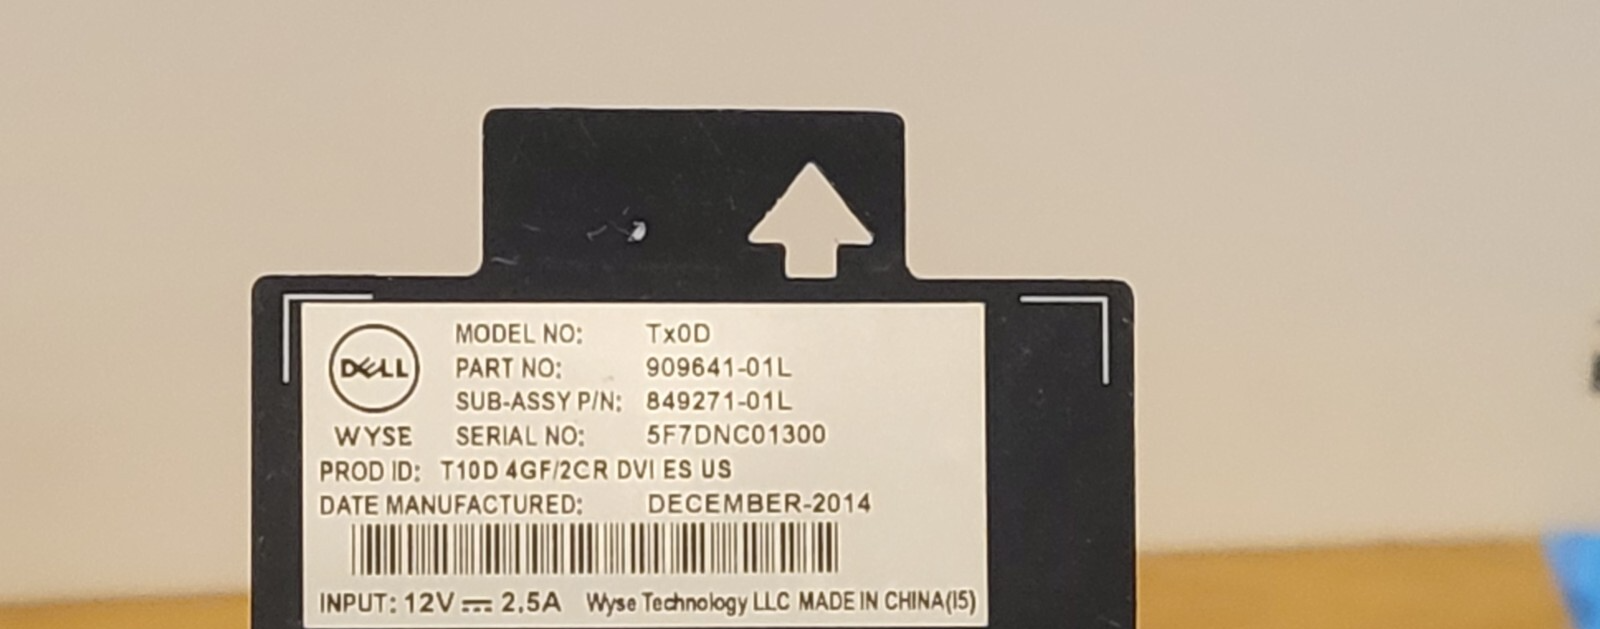 DELL
WYSE
MODEL NO: Tx0D
PART NO: 909641-01L
SUB-ASSY P/N: 849271-01L
SERIAL NO: 5F7DNC01300
PROD ID: T10D 4GF/2CR DVI ES US
DATE MANUFACTURED: DECEMBER-2014
INPUT: 12V ⎓ 2.5A Wyse Technology LLC MADE IN CHINA(I5)